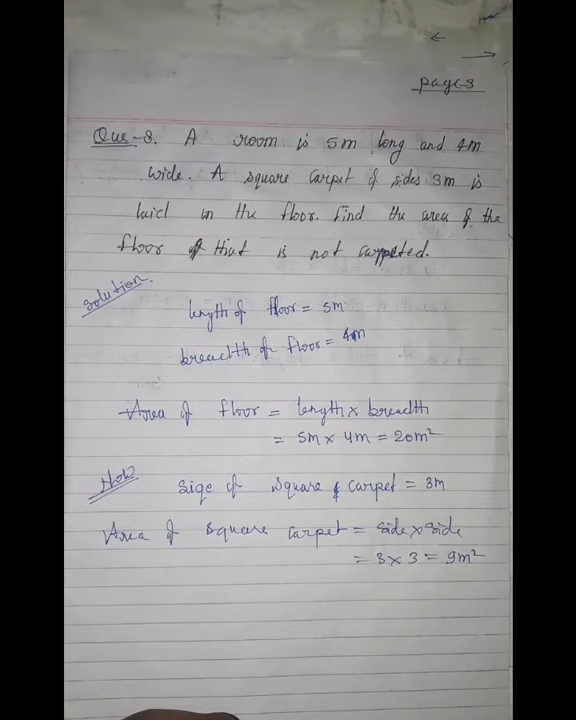 page 3
Que-3. A room is 5m long and 4m
wide. A square carpet of sides 3m is
laid in the floor. Find the area of the
floor of that is not carpeted.
Solution.
length of floor = 5m
breadth of floor = 4m
Area of floor = length x breadth
= 5m x 4m = 20m²
Now
Size of square carpet = 3m
Area of square carpet = side x side
= 3 x 3 = 9m²